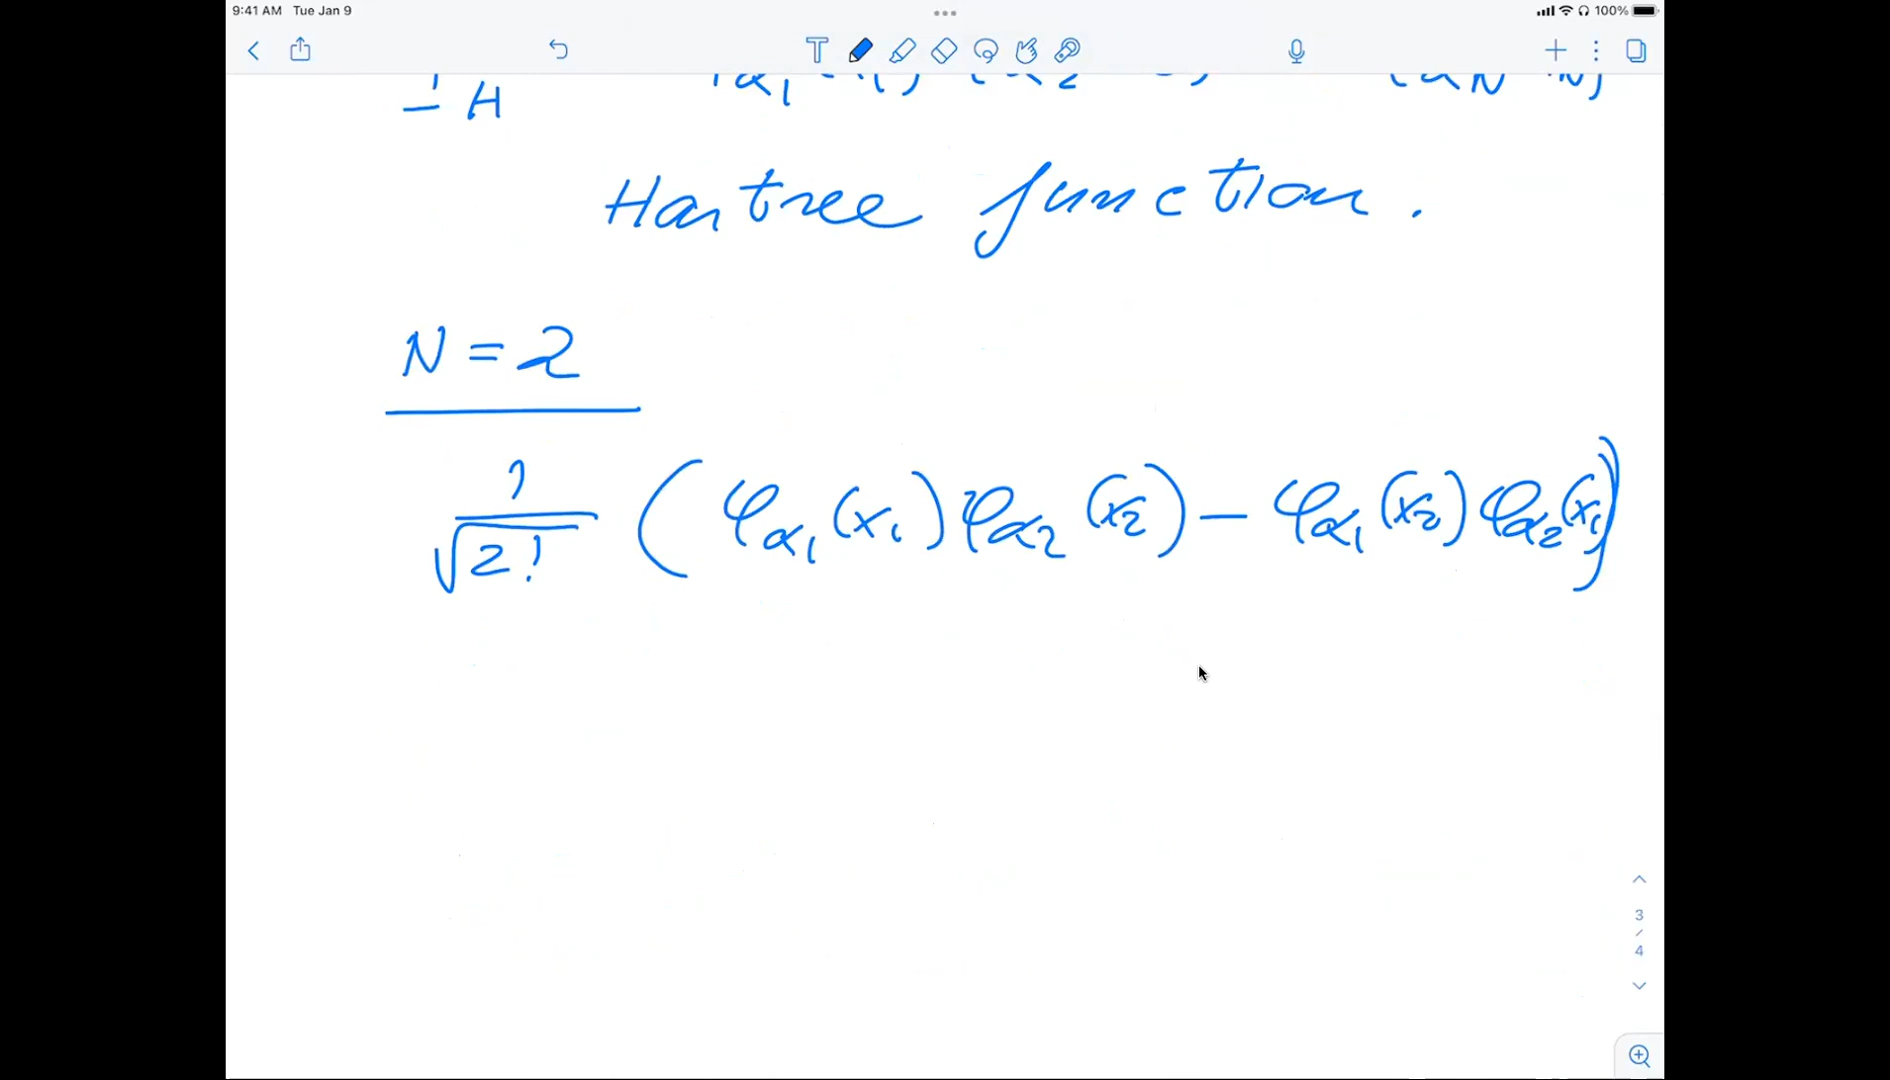 9:41 AM Tue Jan 9 100%
T
− H
Hartree function.
N = 2
1/√2! ( φα₁(x₁) φα₂(x₂) − φα₁(x₂) φα₂(x₁) )
3
/
4